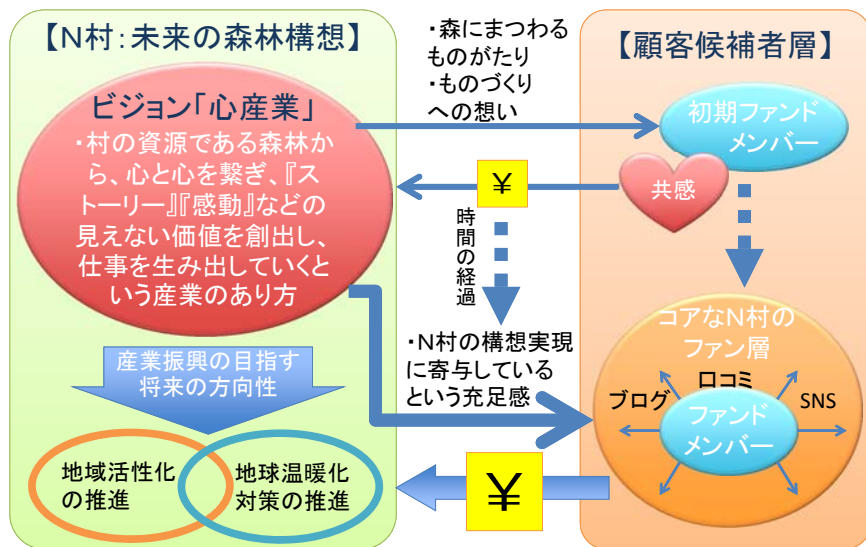 【N村：未来の森林構想】
ビジョン「心産業」
・村の資源である森林か
ら、心と心を繋ぎ、『ス
トーリー』『感動』などの
見えない価値を創出し、
仕事を生み出していくと
いう産業のあり方
産業振興の目指す
将来の方向性
地域活性化
の推進
地球温暖化
対策の推進
・森にまつわる
ものがたり
・ものづくり
への想い
¥
時間の経過
・N村の構想実現
に寄与している
という充足感
¥
【顧客候補者層】
初期ファンド
メンバー
共感
コアなN村の
ファン層
口コミ
ブログ
SNS
ファンド
メンバー